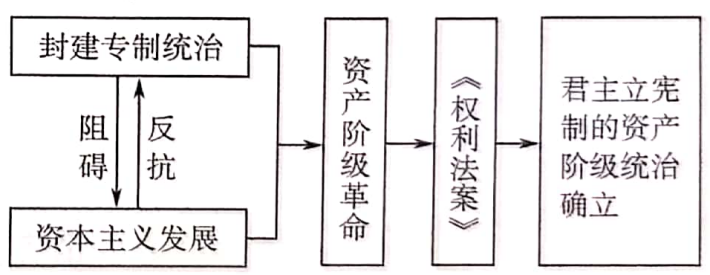 封建专制统治
阻碍
反抗
资本主义发展
资产阶级革命
《权利法案》
君主立宪
制的资产
阶级统治
确立